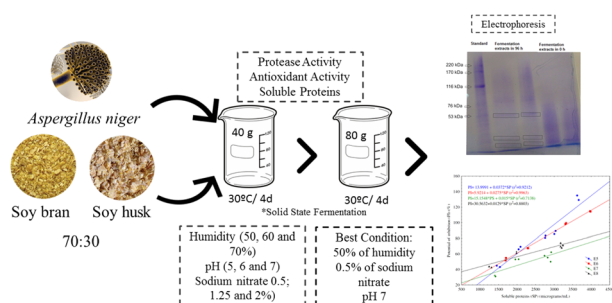 Aspergillus niger
Soy bran
Soy husk
70:30
Protease Activity
Antioxidant Activity
Soluble Proteins
40 g
30ºC/ 4d
80 g
30ºC/ 4d
*Solid State Fermentation
Humidity (50, 60 and
70%)
pH (5, 6 and 7)
Sodium nitrate 0.5;
1.25 and 2%)
Best Condition:
50% of humidity
0.5% of sodium
nitrate
pH 7
Electrophoresis
Standard
Fermentation
extracts in 96 h
Fermentation
extracts in 0 h
220 kDa
170 kDa
116 kDa
76 kDa
53 kDa
Soluble proteins